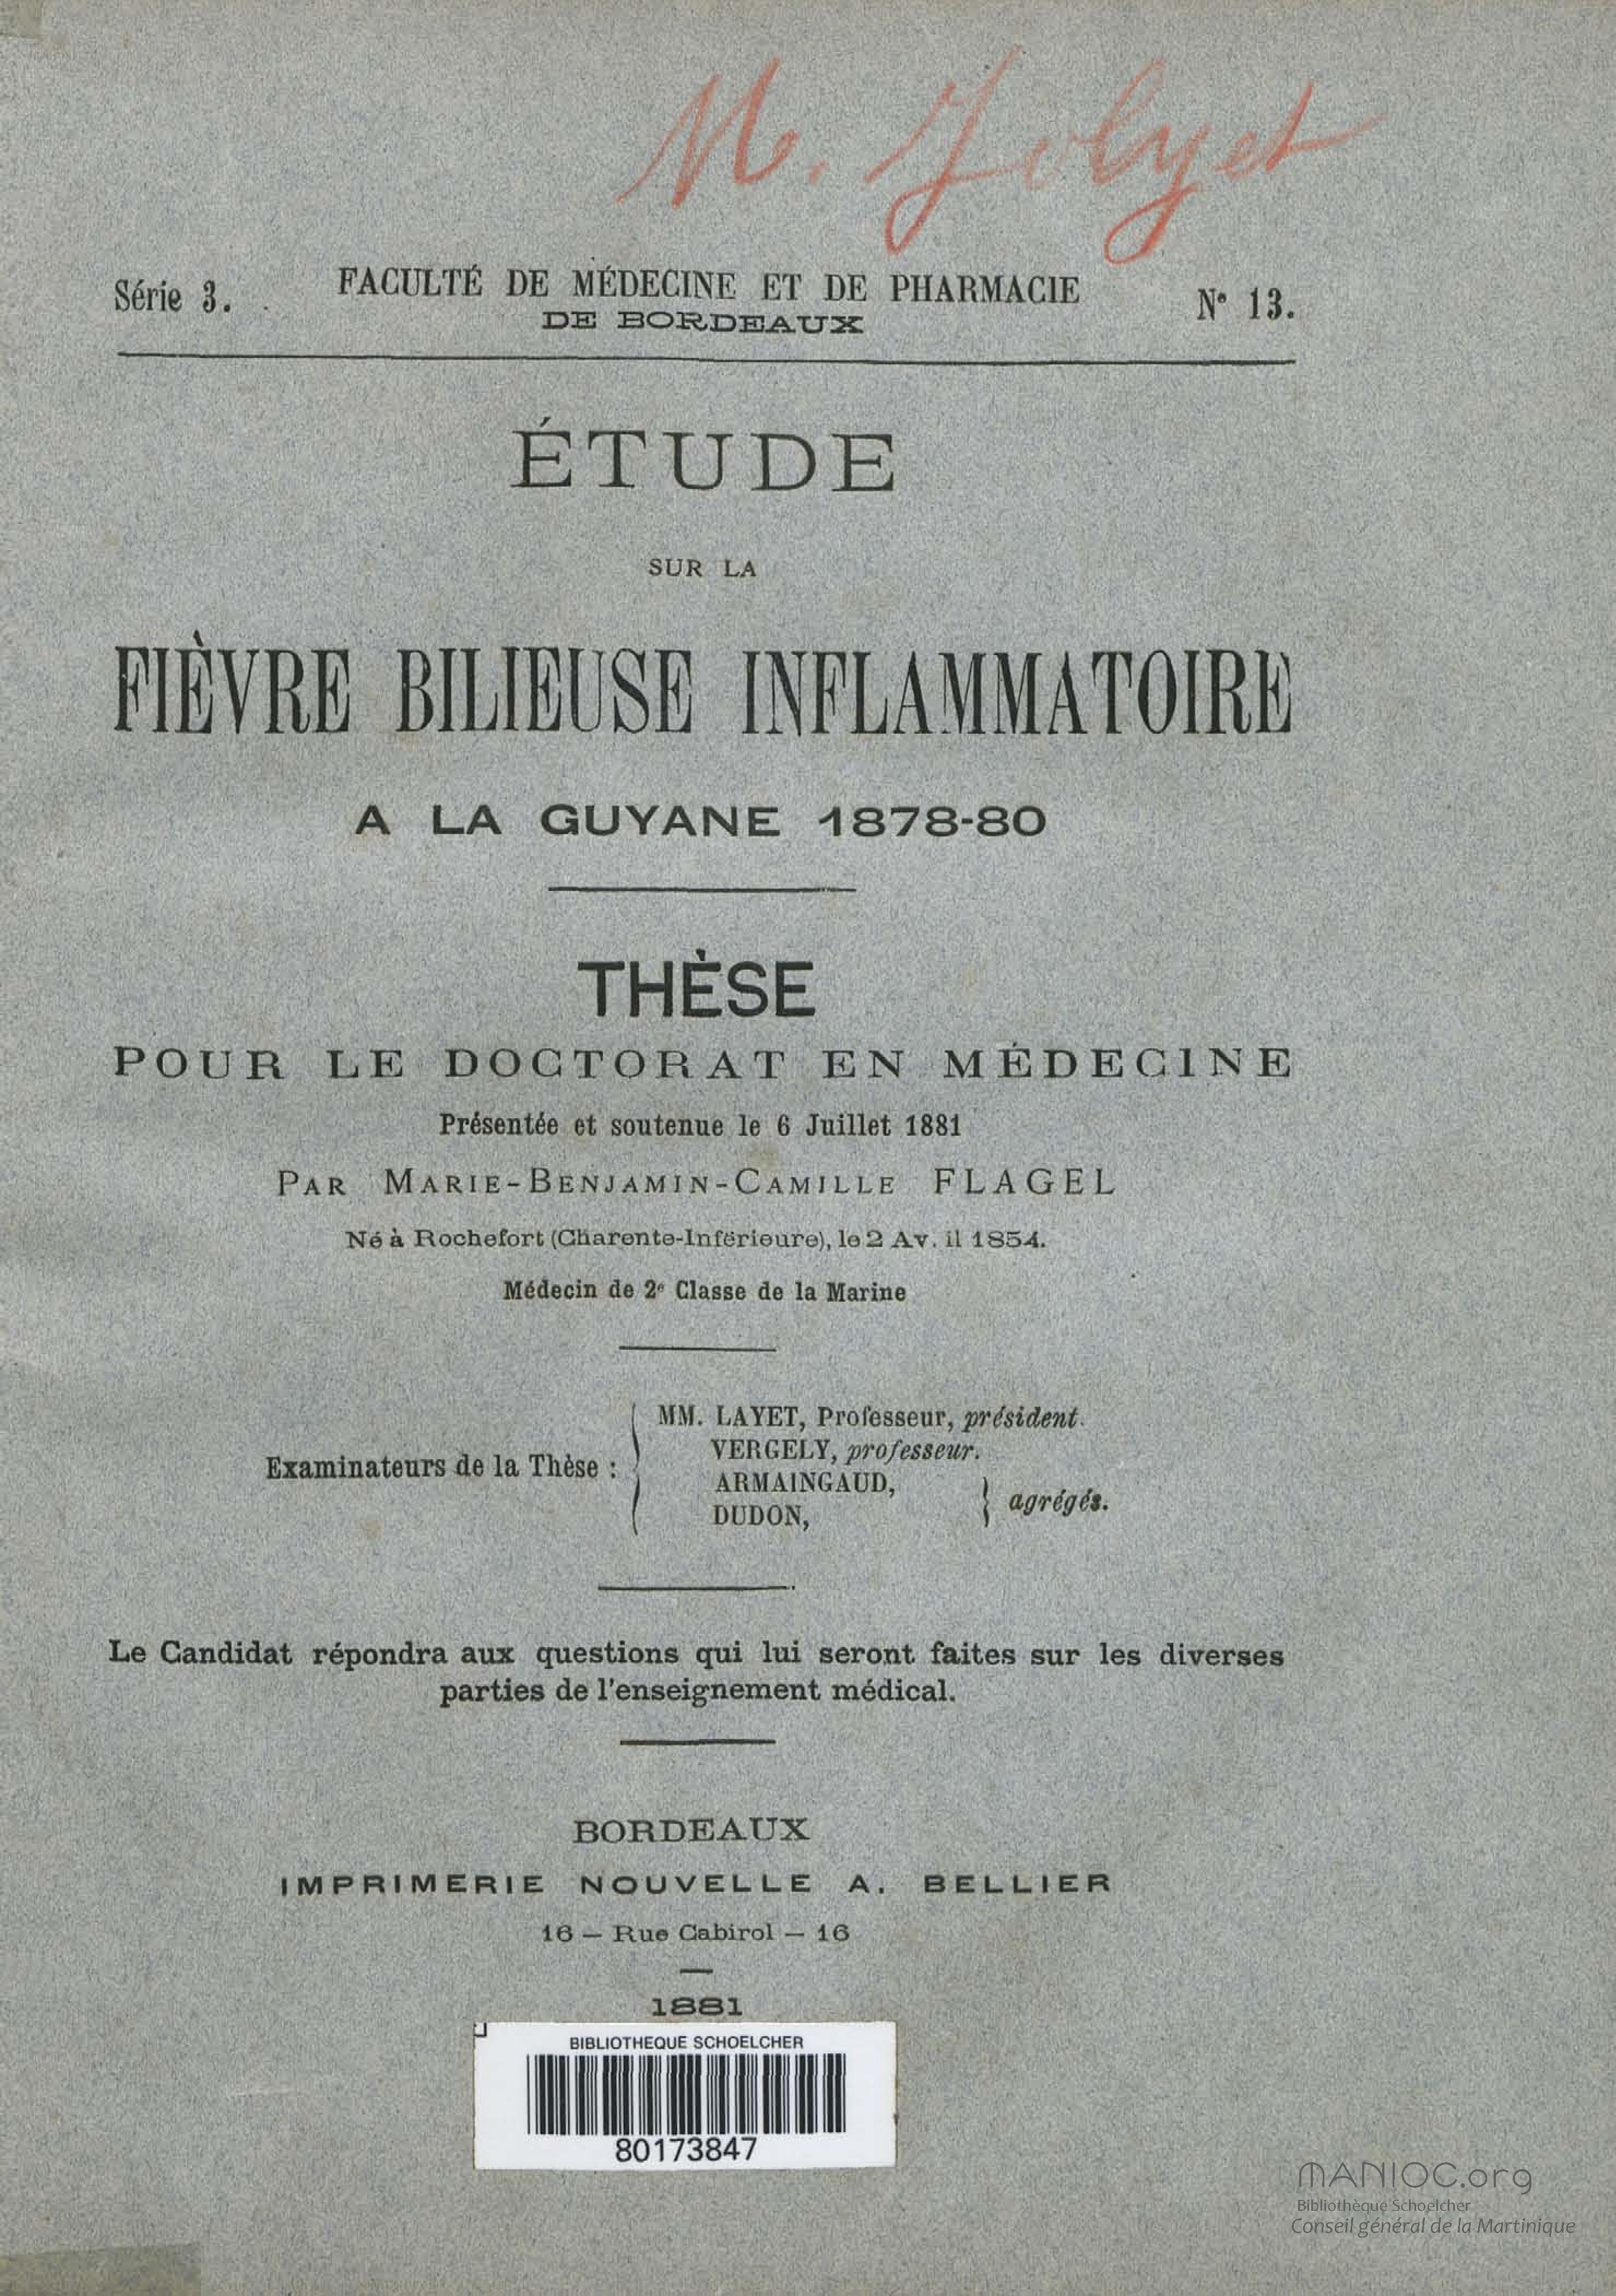 M. Jolyet
Série 3. FACULTÉ DE MÉDECINE ET DE PHARMACIE N° 13.
DE BORDEAUX
ÉTUDE
SUR LA
FIÈVRE BILIEUSE INFLAMMATOIRE
A LA GUYANE 1878-80
THÈSE
POUR LE DOCTORAT EN MÉDECINE
Présentée et soutenue le 6 Juillet 1881
PAR MARIE-BENJAMIN-CAMILLE FLAGEL
Né à Rochefort (Charente-Inférieure), le 2 Av. il 1854.
Médecin de 2e Classe de la Marine
MM. LAYET, Professeur, président.
VERGELY, professeur.
Examinateurs de la Thèse :
ARMAINGAUD,
DUDON,
agrégés.
Le Candidat répondra aux questions qui lui seront faites sur les diverses
parties de l'enseignement médical.
BORDEAUX
IMPRIMERIE NOUVELLE A. BELLIER
16 — Rue Cabirol — 16
1881
BIBLIOTHEQUE SCHOELCHER
80173847
MANIOC.org
Bibliothèque Schoelcher
Conseil général de la Martinique